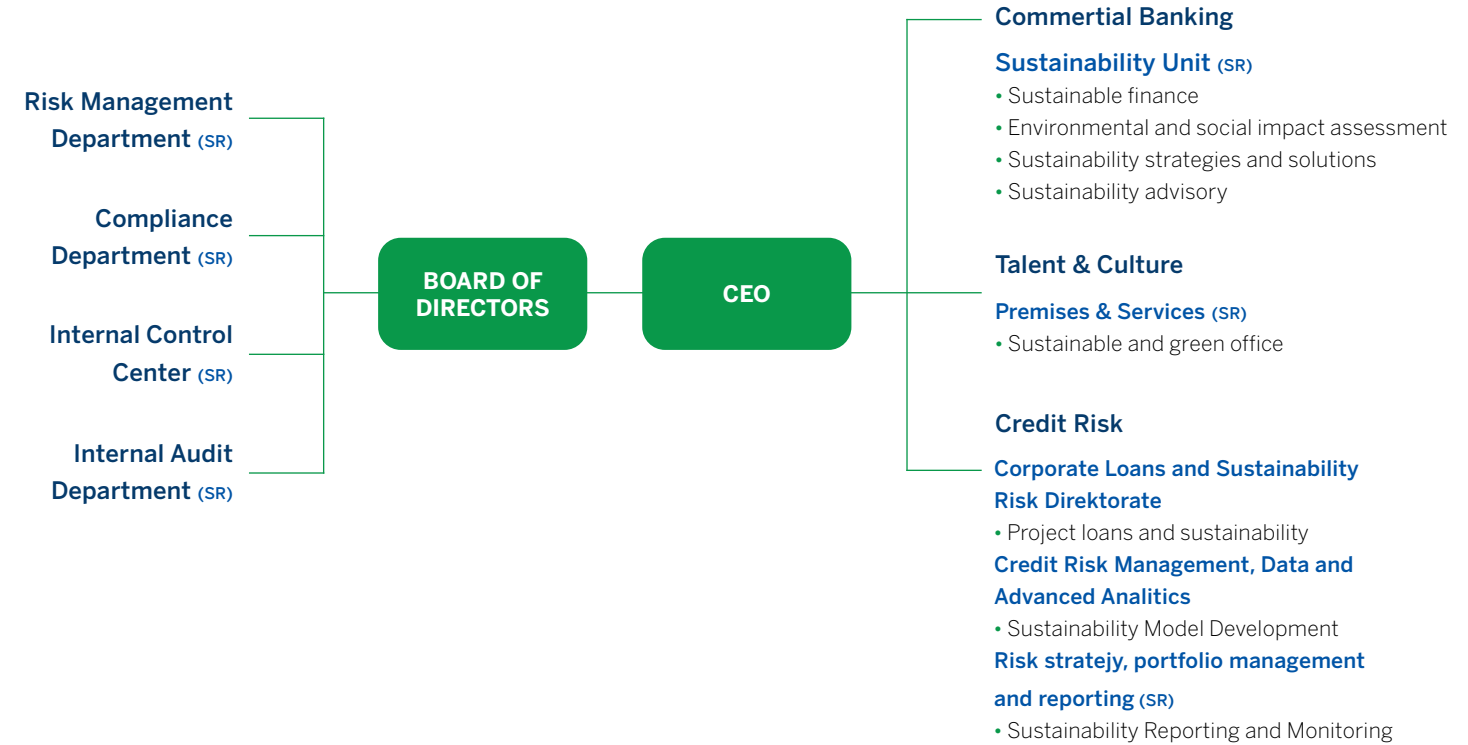 Risk Management
Department (SR)
Compliance
Department (SR)
Internal Control
Center (SR)
Internal Audit
Department (SR)
BOARD OF
DIRECTORS
CEO
Commertial Banking
Sustainability Unit (SR)
• Sustainable finance
• Environmental and social impact assessment
• Sustainability strategies and solutions
• Sustainability advisory
Talent & Culture
Premises & Services (SR)
• Sustainable and green office
Credit Risk
Corporate Loans and Sustainability
Risk Direktorate
• Project loans and sustainability
Credit Risk Management, Data and
Advanced Analitics
• Sustainability Model Development
Risk stratejy, portfolio management
and reporting (SR)
• Sustainability Reporting and Monitoring